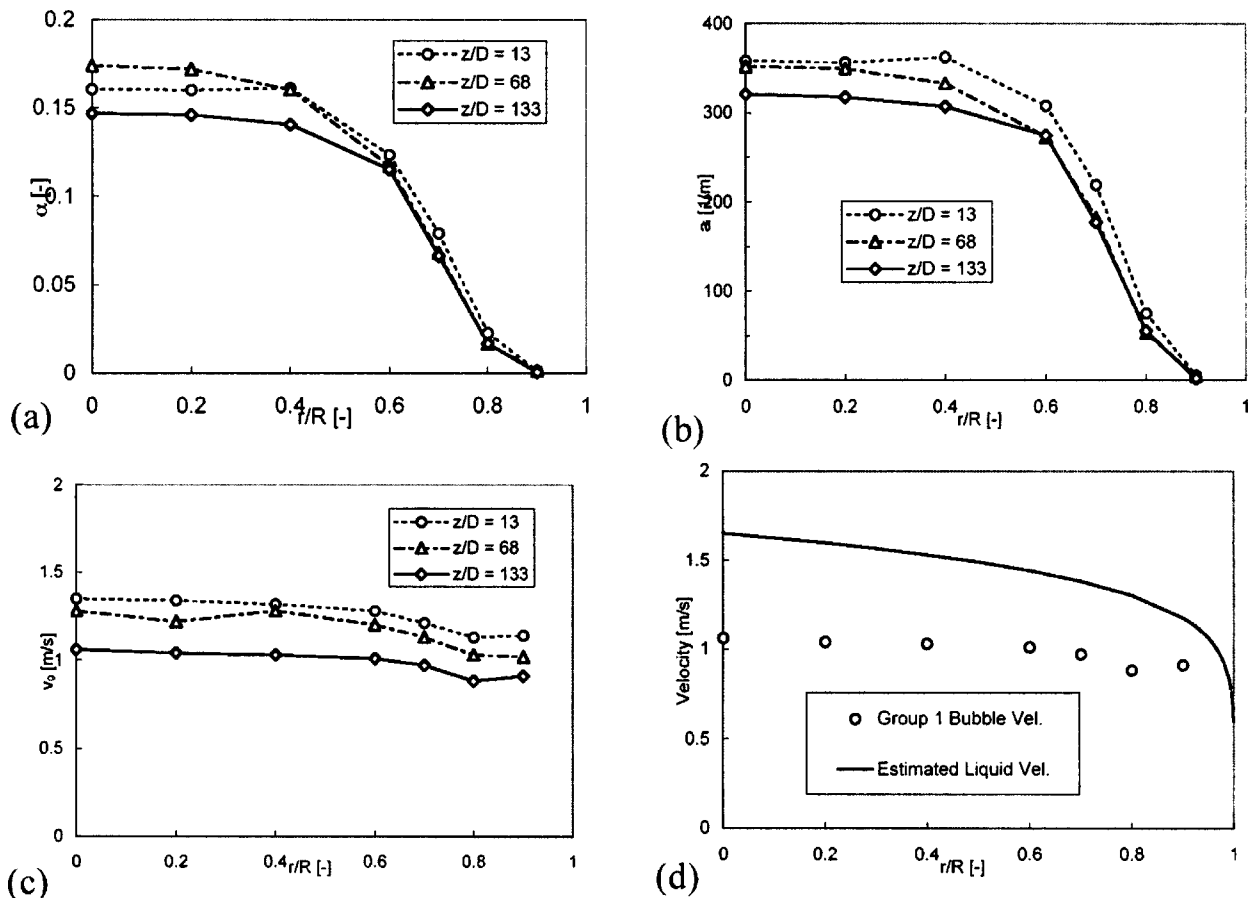 0.2
0.15
0.1
0.05
0
α [-]
z/D = 13
z/D = 68
z/D = 133
0 0.2 0.4 0.6 0.8 1
r/R [-]
(a)
400
300
200
100
0
z/D = 13
z/D = 68
z/D = 133
0 0.2 0.4 0.6 0.8 1
r/R [-]
(b)
2
1.5
1
0.5
0
[m/s]
z/D = 13
z/D = 68
z/D = 133
0 0.2 0.4 0.6 0.8 1
r/R [-]
(c)
2
1.5
1
0.5
0
Velocity [m/s]
Group 1 Bubble Vel.
Estimated Liquid Vel.
0 0.2 0.4 0.6 0.8 1
r/R [-]
(d)